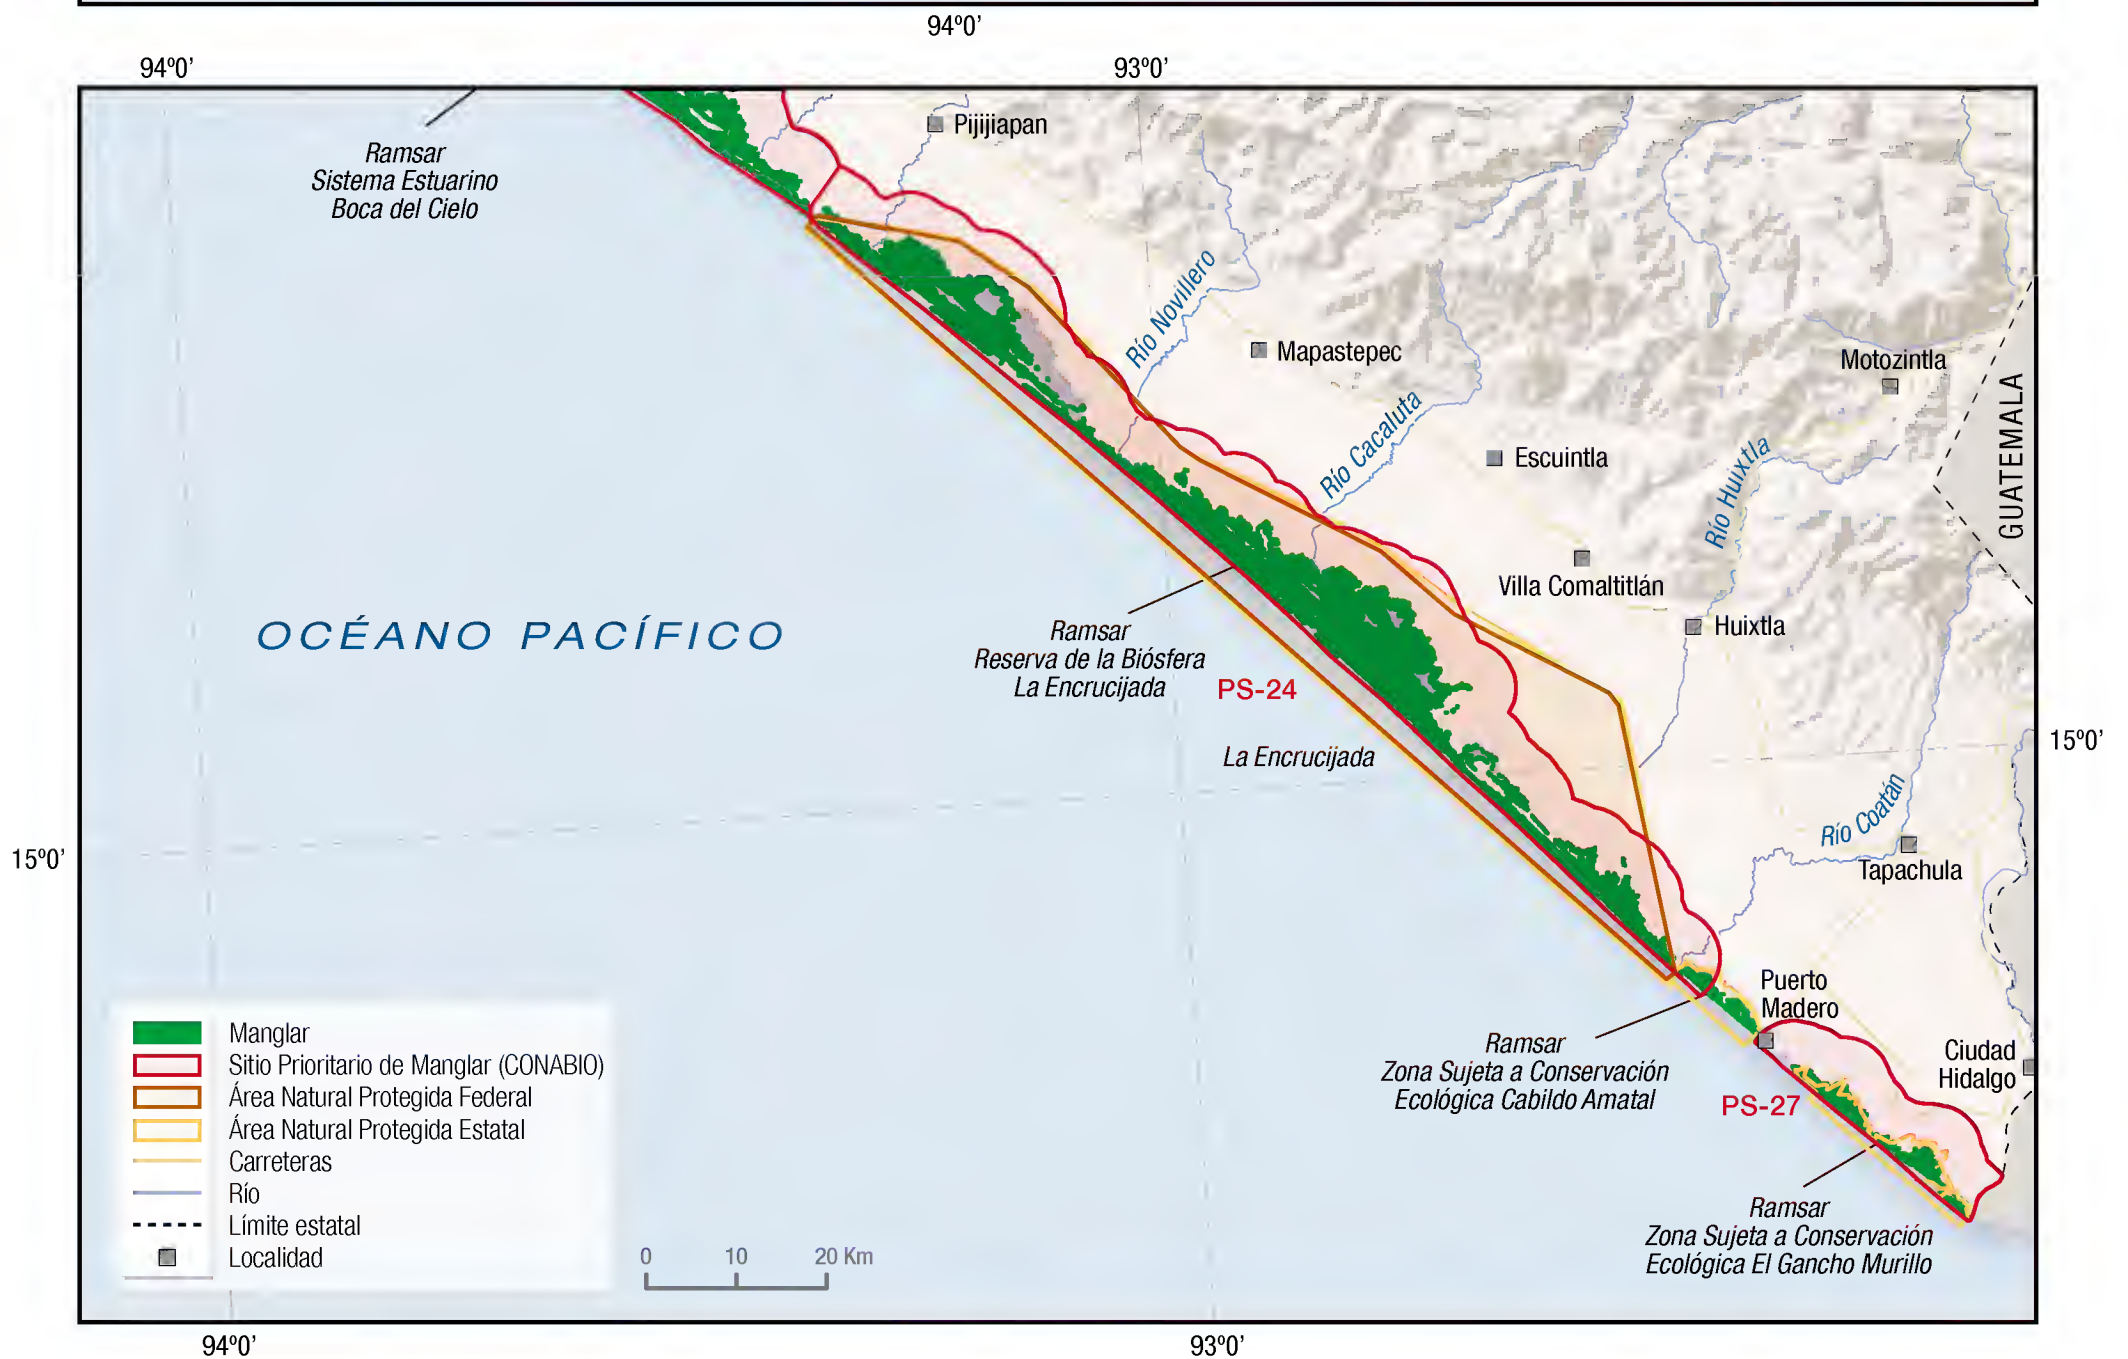 94º0’
94º0’
93º0’
Pijijiapan
Ramsar
Sistema Estuarino
Boca del Cielo
Río Novillero
Mapastepec
Motozintla
GUATEMALA
Río Cacaluta
Escuintla
Río Huixtla
Villa Comaltitlán
Huixtla
OCÉANO PACÍFICO
Ramsar
Reserva de la Biósfera
La Encrucijada
PS-24
La Encrucijada
15º0’
15º0’
Río Coatán
Tapachula
Puerto
Madero
Ciudad
Hidalgo
Ramsar
Zona Sujeta a Conservación
Ecológica Cabildo Amatal
PS-27
Ramsar
Zona Sujeta a Conservación
Ecológica El Gancho Murillo
Manglar
Sitio Prioritario de Manglar (CONABIO)
Área Natural Protegida Federal
Área Natural Protegida Estatal
Carreteras
Río
Límite estatal
Localidad
0 10 20 Km
94º0’
93º0’